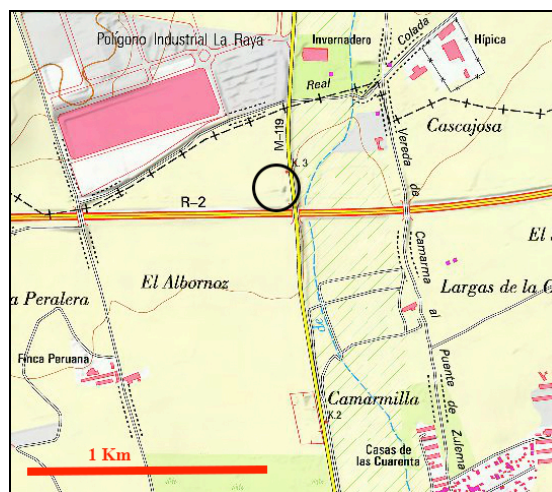 Polígono Industrial La Raya
Invernadero
Hípica
Colada
Real
M-119
K.3
Cascajosa
Vereda de Camarma al Puente de Zulema
R-2
El Albornoz
a Peralera
Largas de la
Finca Peruana
Camarmilla
K.2
Casas de
las Cuarenta
1 Km